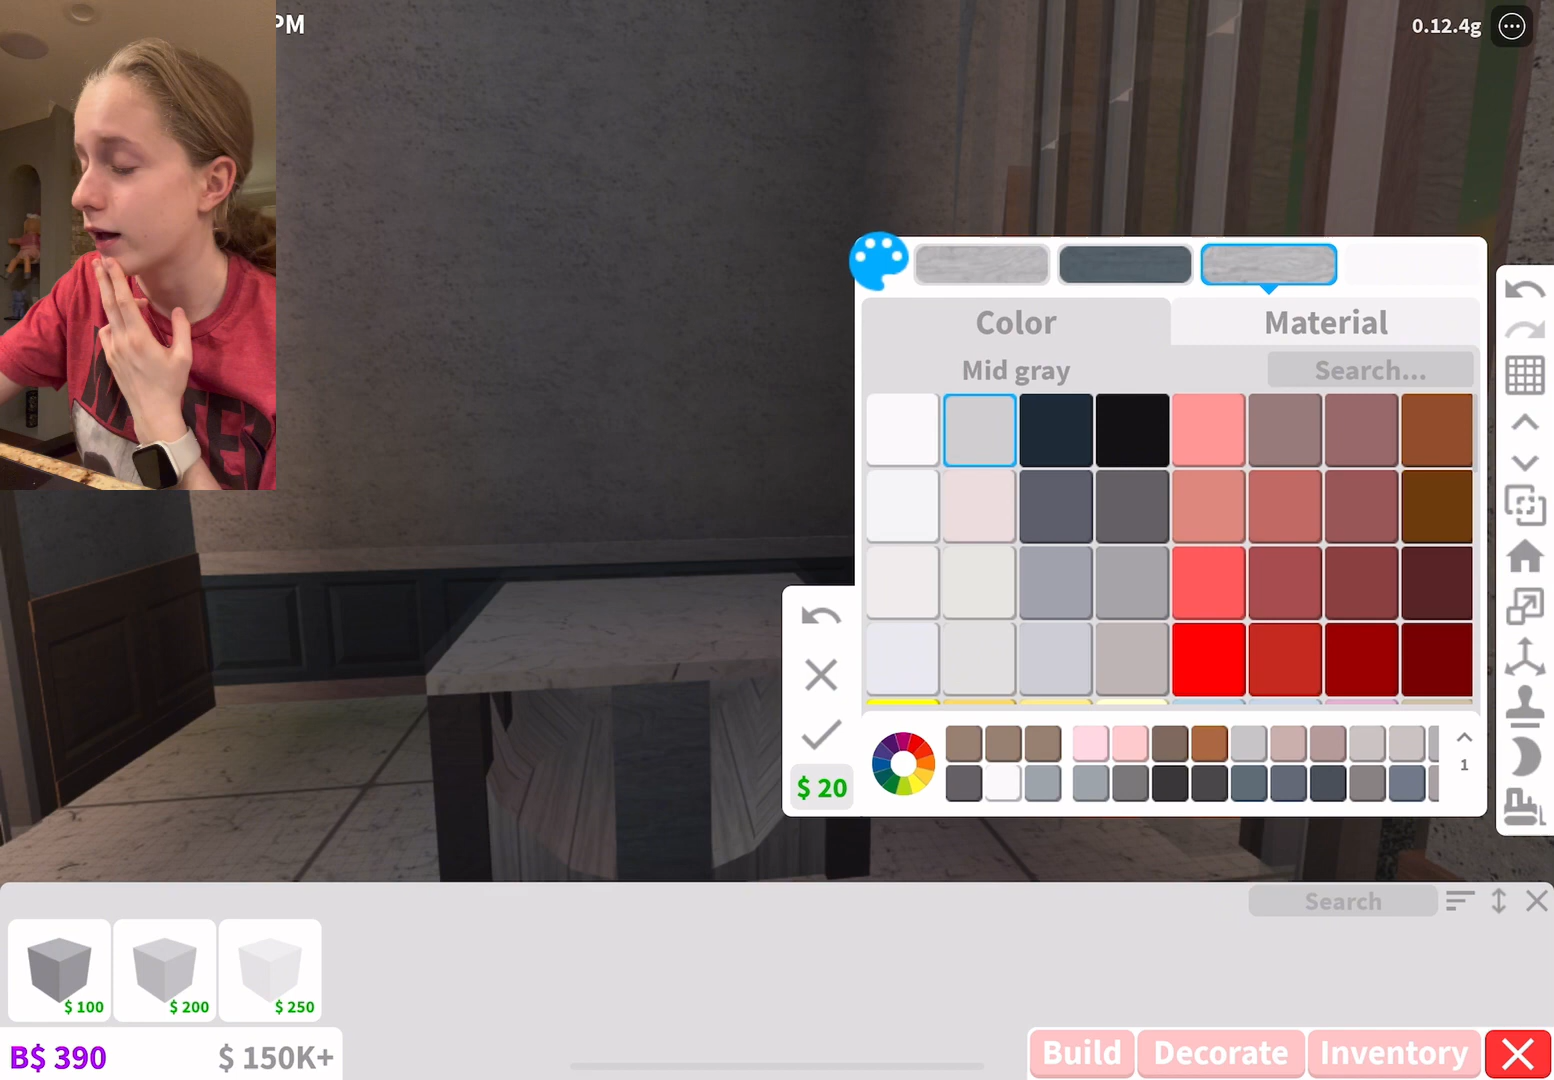 PM
0.12.4g
Color
Material
Mid gray
Search...
$ 20
1
Search
$ 100
$ 200
$ 250
B$ 390
$ 150K+
Build
Decorate
Inventory